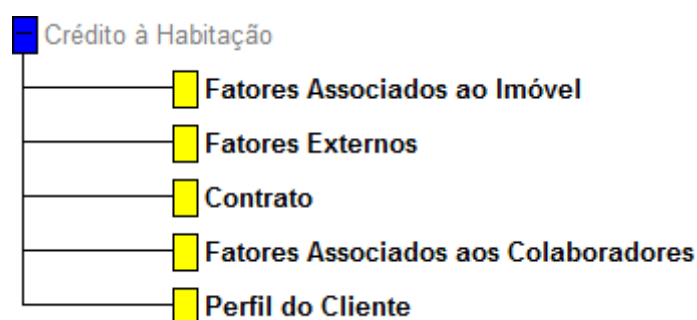 Crédito à Habitação
Fatores Associados ao Imóvel
Fatores Externos
Contrato
Fatores Associados aos Colaboradores
Perfil do Cliente